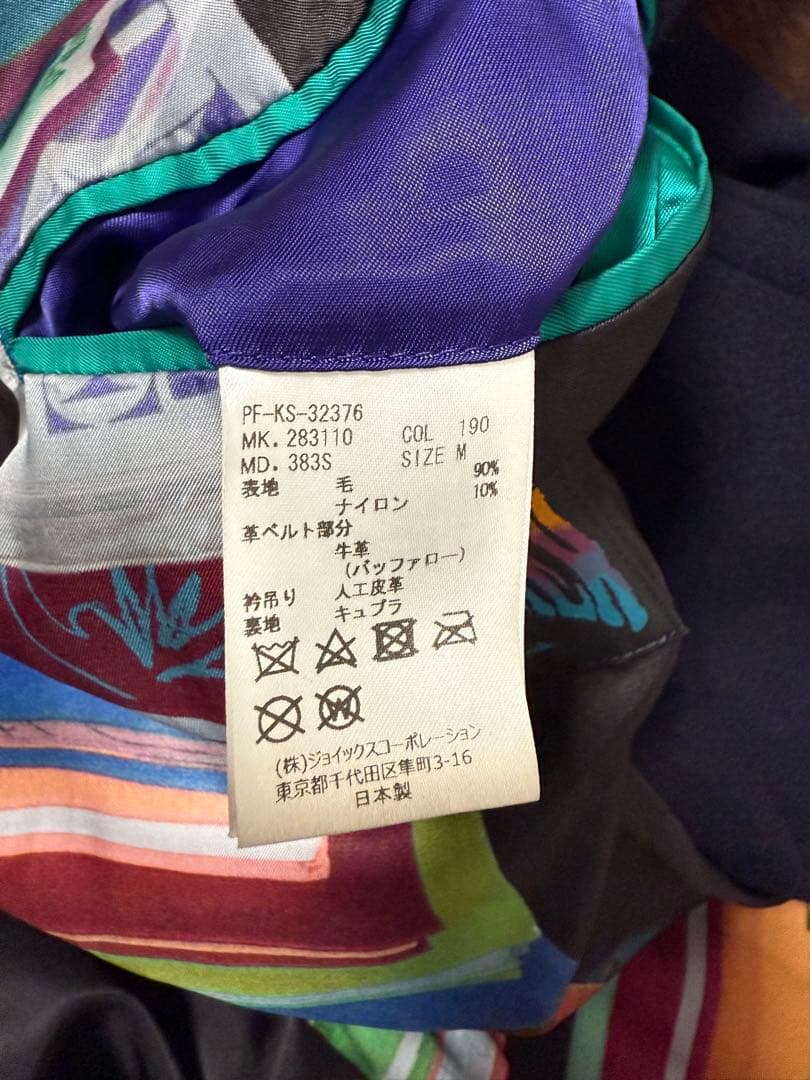 PF-KS-32376
MK. 283110 COL 190
MD. 383S SIZE M
表地 毛 90%
ナイロン 10%
革ベルト部分
牛革
(バッファロー)
衿吊り 人工皮革
裏地 キュプラ
W
(株)ジョイックスコーポレーション
東京都千代田区隼町3-16
日本製